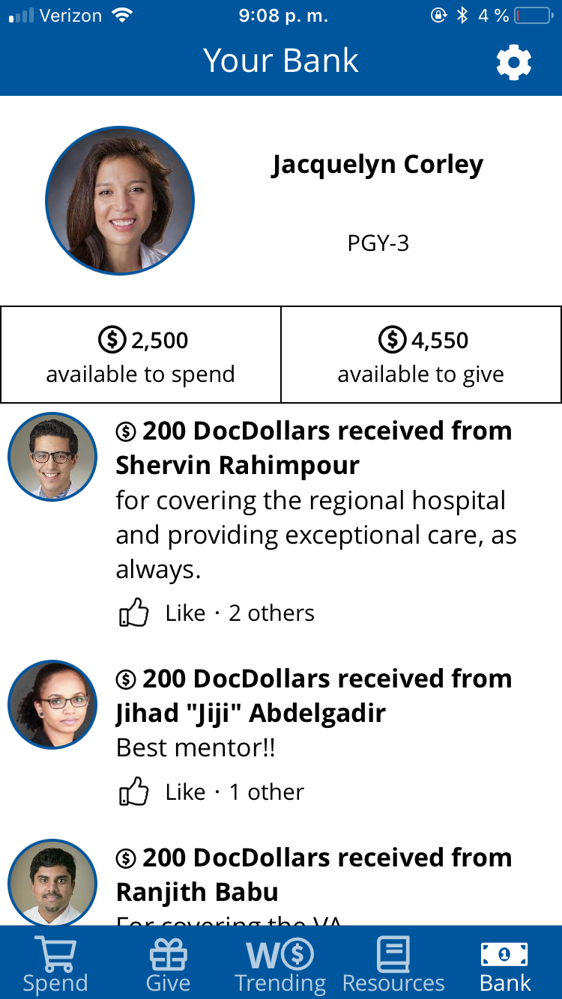 Verizon 9:08 p. m. 4 %
Your Bank
Jacquelyn Corley
PGY-3
$ 2,500
available to spend
$ 4,550
available to give
$ 200 DocDollars received from
Shervin Rahimpour
for covering the regional hospital
and providing exceptional care, as
always.
Like · 2 others
$ 200 DocDollars received from
Jihad "Jiji" Abdelgadir
Best mentor!!
Like · 1 other
$ 200 DocDollars received from
Ranjith Babu
For covering the VA
W$
1
Spend Give Trending Resources Bank